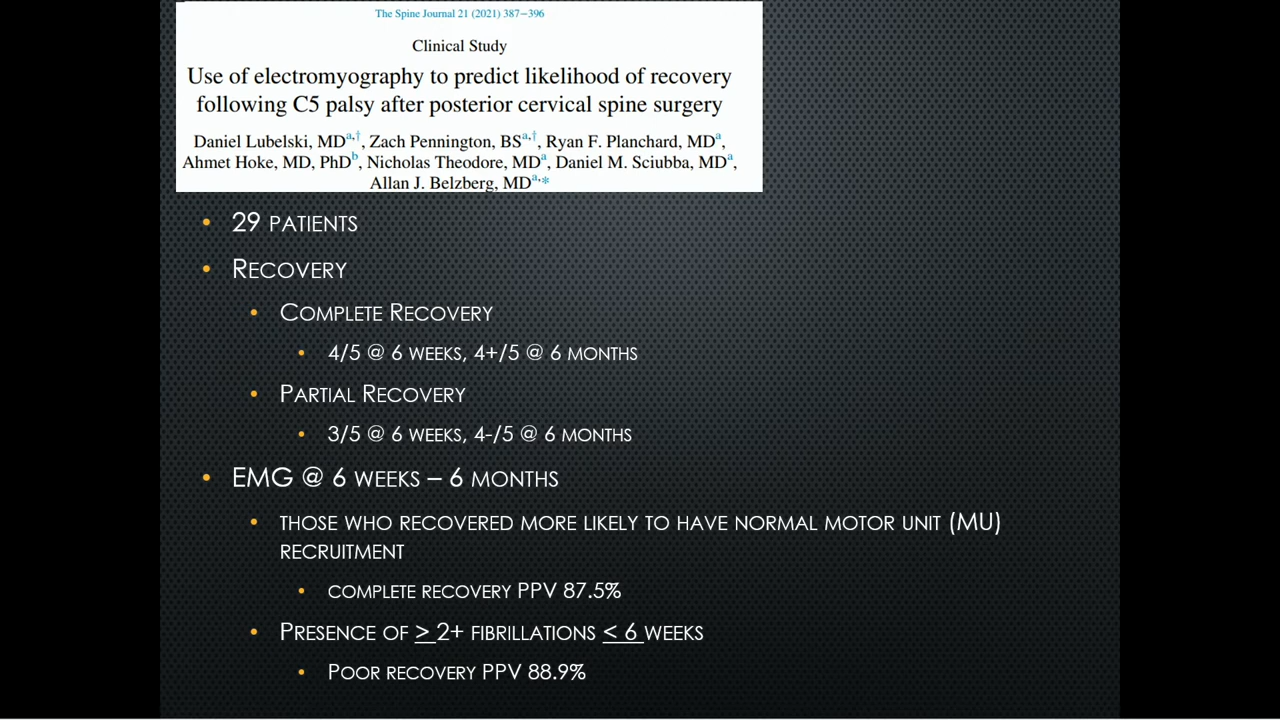 The Spine Journal 21 (2021) 387−396
Clinical Study
Use of electromyography to predict likelihood of recovery
following C5 palsy after posterior cervical spine surgery
Daniel Lubelski, MDa,†, Zach Pennington, BSa,†, Ryan F. Planchard, MDa,
Ahmet Hoke, MD, PhDb, Nicholas Theodore, MDa, Daniel M. Sciubba, MDa,
Allan J. Belzberg, MDa,*
• 29 PATIENTS
• RECOVERY
• COMPLETE RECOVERY
• 4/5 @ 6 WEEKS, 4+/5 @ 6 MONTHS
• PARTIAL RECOVERY
• 3/5 @ 6 WEEKS, 4-/5 @ 6 MONTHS
• EMG @ 6 WEEKS – 6 MONTHS
• THOSE WHO RECOVERED MORE LIKELY TO HAVE NORMAL MOTOR UNIT (MU)
RECRUITMENT
• COMPLETE RECOVERY PPV 87.5%
• PRESENCE OF > 2+ FIBRILLATIONS < 6 WEEKS
• POOR RECOVERY PPV 88.9%